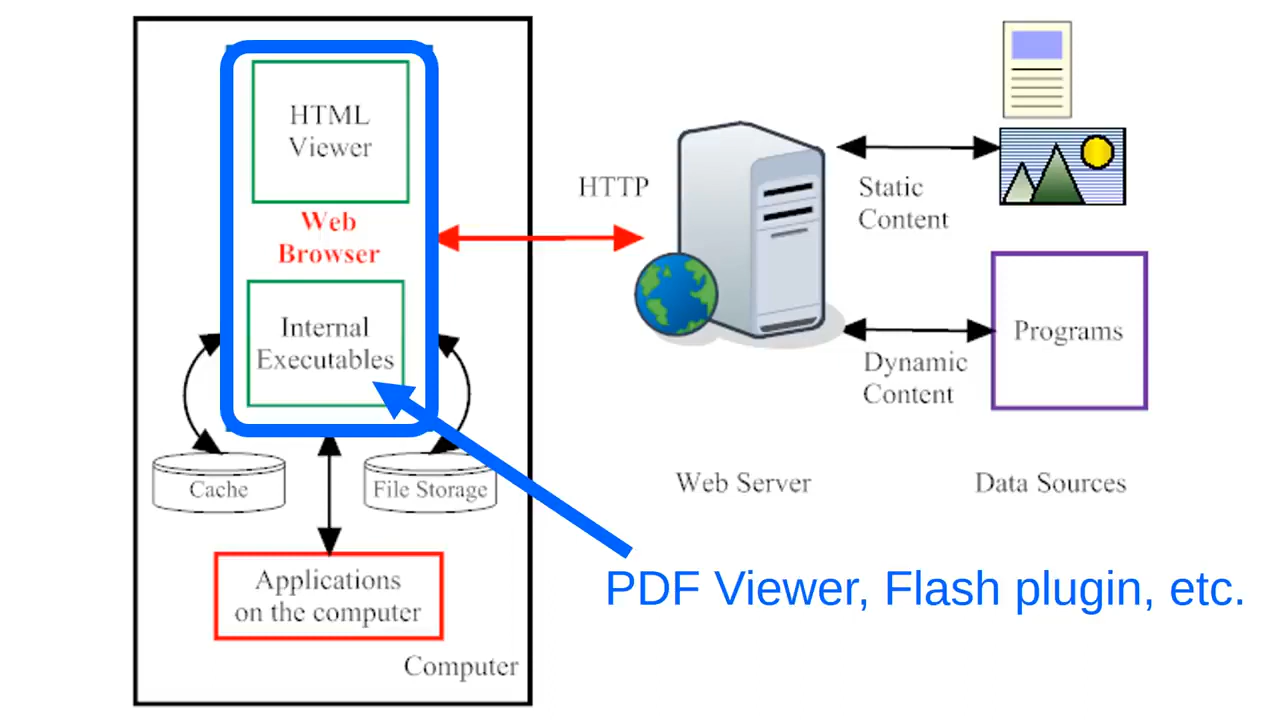 HTML
Viewer
Web
Browser
Internal
Executables
Cache
File Storage
Applications
on the computer
Computer
HTTP
Static
Content
Dynamic
Content
Programs
Web Server
Data Sources
PDF Viewer, Flash plugin, etc.